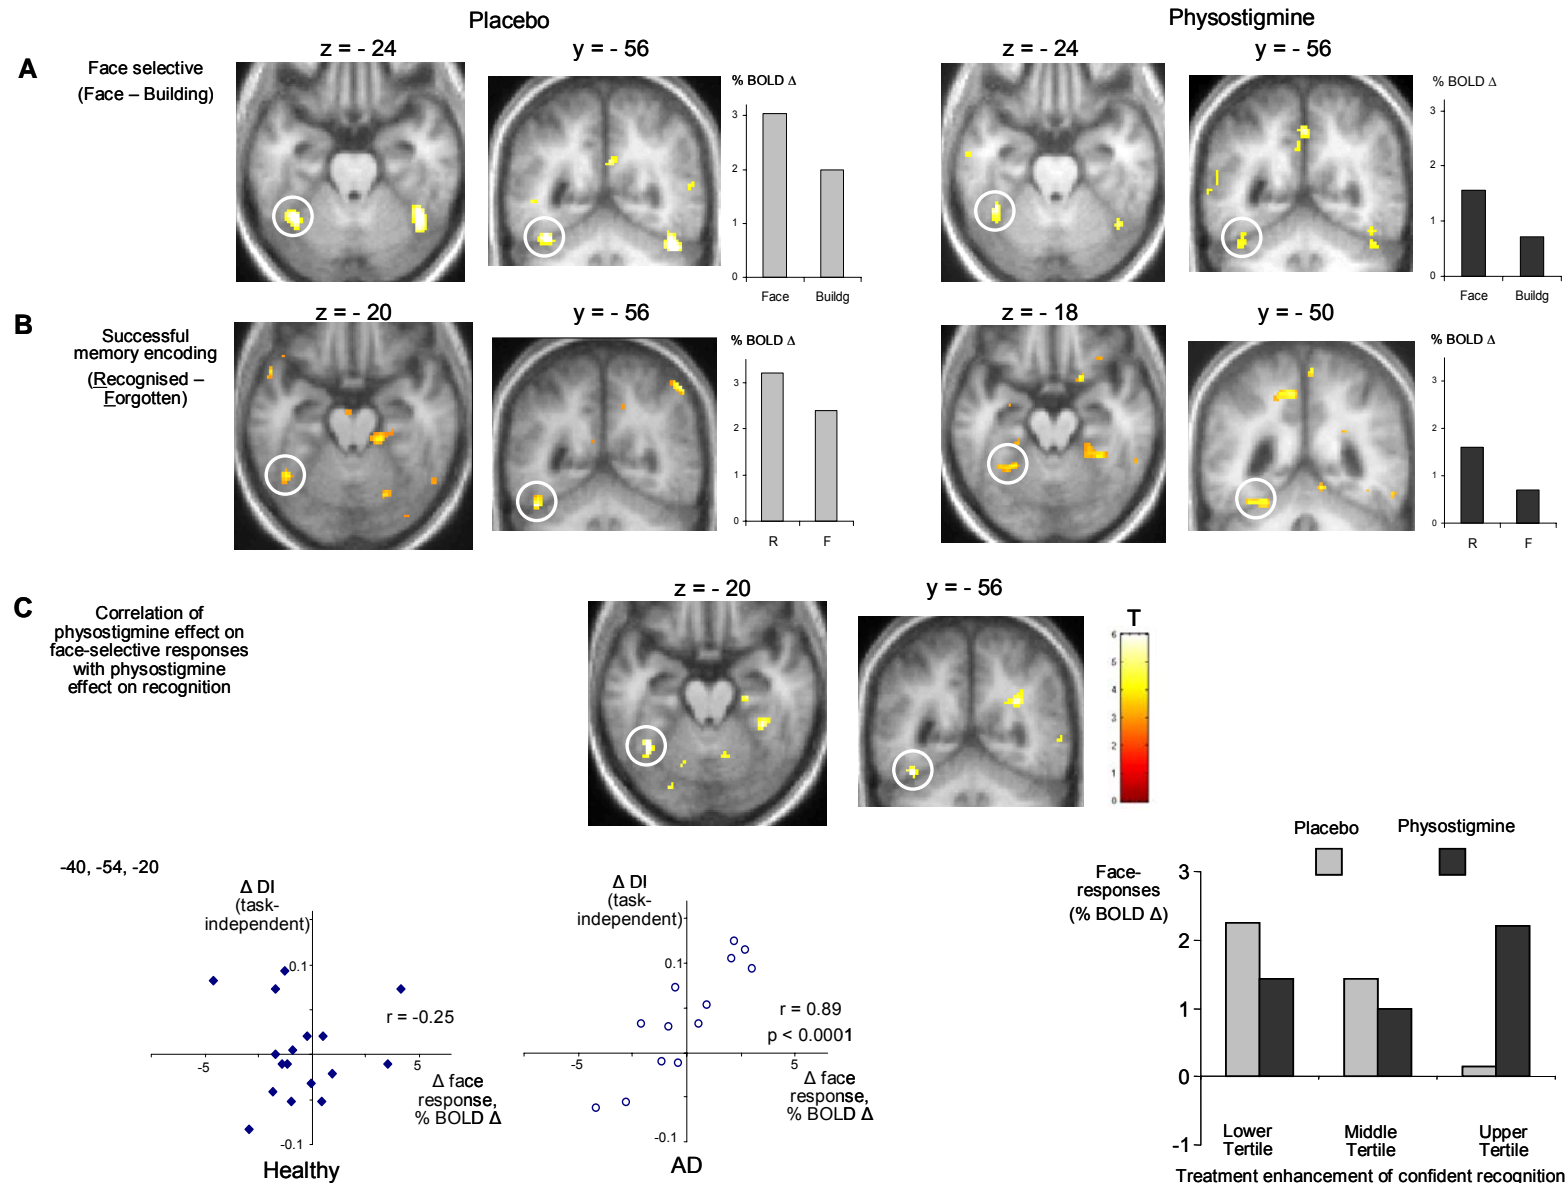 Placebo
Physostigmine
A
Face selective
(Face – Building)
z = - 24
y = - 56
% BOLD Δ
3
2
1
0
Face
Buildg
z = - 24
y = - 56
% BOLD Δ
3
2
1
0
Face
Buildg
B
Successful
memory encoding
(Recognised –
Forgotten)
z = - 20
y = - 56
% BOLD Δ
3
2
1
0
R
F
z = - 18
y = - 50
% BOLD Δ
3
2
1
0
R
F
C
Correlation of
physostigmine effect on
face-selective responses
with physostigmine
effect on recognition
z = - 20
y = - 56
T
6
5
4
3
2
1
0
-40, -54, -20
Δ DI
(task-
independent)
0.1
r = -0.25
-5
5
Δ face
response,
% BOLD Δ
-0.1
Healthy
Δ DI
(task-
independent)
0.1
r = 0.89
p < 0.0001
-5
5
Δ face
response,
% BOLD Δ
-0.1
AD
Placebo
Physostigmine
Face-
responses
(% BOLD Δ)
3
2
1
0
-1
Lower
Tertile
Middle
Tertile
Upper
Tertile
Treatment enhancement of confident recognition